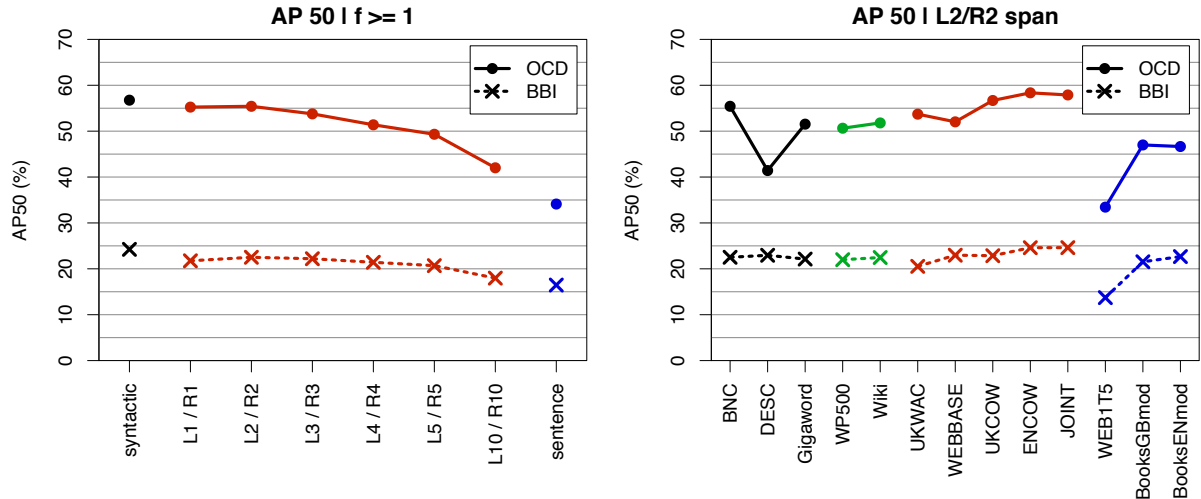 AP 50 | f >= 1
AP50 (%)
70
60
50
40
30
20
10
0
OCD
BBI
syntactic
L1 / R1
L2 / R2
L3 / R3
L4 / R4
L5 / R5
L10 / R10
sentence
AP 50 | L2/R2 span
AP50 (%)
70
60
50
40
30
20
10
0
OCD
BBI
BNC
DESC
Gigaword
WP500
Wiki
UKWAC
WEBBASE
UKCOW
ENCOW
JOINT
WEB1T5
BooksGBmod
BooksENmod